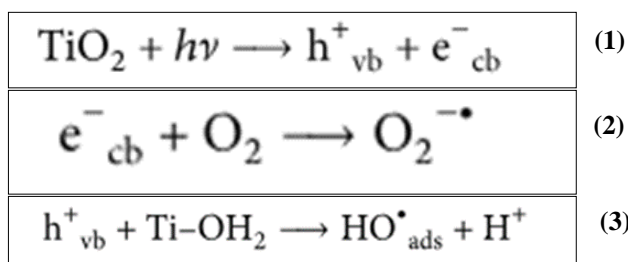 TiO₂ + hν ⟶ h⁺vb + e⁻cb (1)
e⁻cb + O₂ ⟶ O₂⁻• (2)
h⁺vb + Ti–OH₂ ⟶ HO•ads + H⁺ (3)